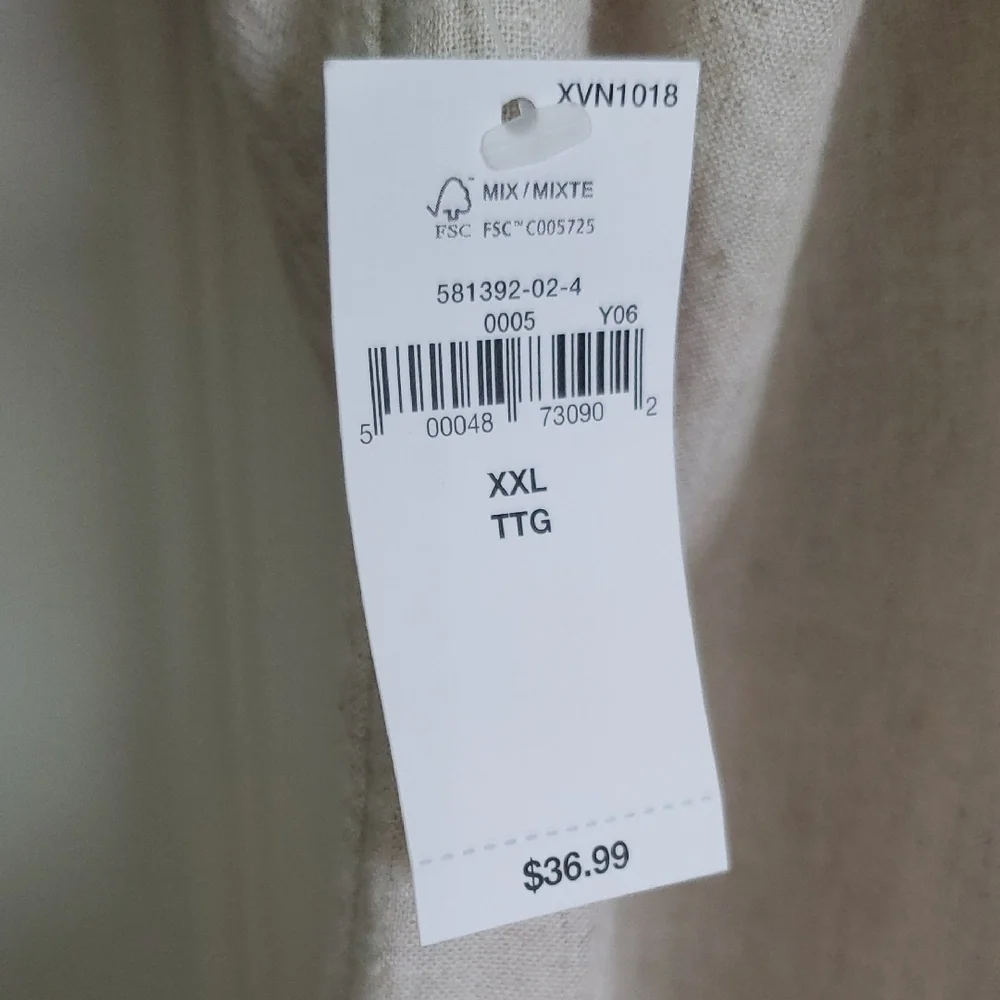 XVN1018
MIX / MIXTE
FSC FSC™ C005725
581392-02-4
0005 Y06
5 00048 73090 2
XXL
TTG
$36.99